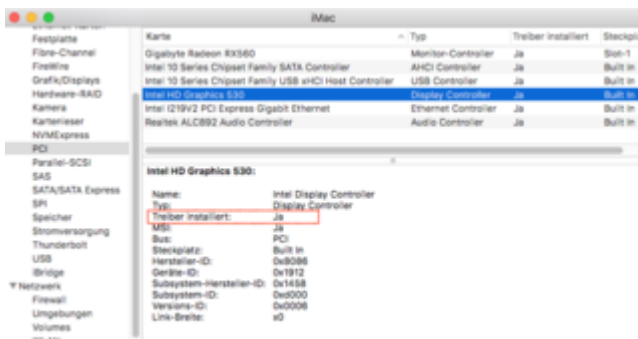 iMac
Festplatte
Fibre-Channel
FireWire
Grafik/Displays
Hardware-RAID
Kamera
Kartenleser
NVMExpress
PCI
Parallel-SCSI
SAS
SATA/SATA Express
SPI
Speicher
Stromversorgung
Thunderbolt
USB
iBridge
Netzwerk
Firewall
Umgebungen
Volumes
Karte Typ Treiber installiert Steckpl
Gigabyte Radeon RX560 Monitor-Controller Ja Slot-1
Intel 10 Series Chipset Family SATA Controller AHCI Controller Ja Built In
Intel 10 Series Chipset Family USB xHCI Host Controller USB Controller Ja Built In
Intel HD Graphics 530 Display Controller Ja Built In
Intel I219V2 PCI Express Gigabit Ethernet Ethernet Controller Ja Built In
Realtek ALC892 Audio Controller Audio Controller Ja Built In
Intel HD Graphics 530:
Name: Intel Display Controller
Typ: Display Controller
Treiber installiert: Ja
MSI: Ja
Bus: PCI
Steckplatz: Built In
Hersteller-ID: 0x8086
Geräte-ID: 0x1912
Subsystem-Hersteller-ID: 0x1458
Subsystem-ID: 0xd000
Versions-ID: 0x0006
Link-Breite: x0